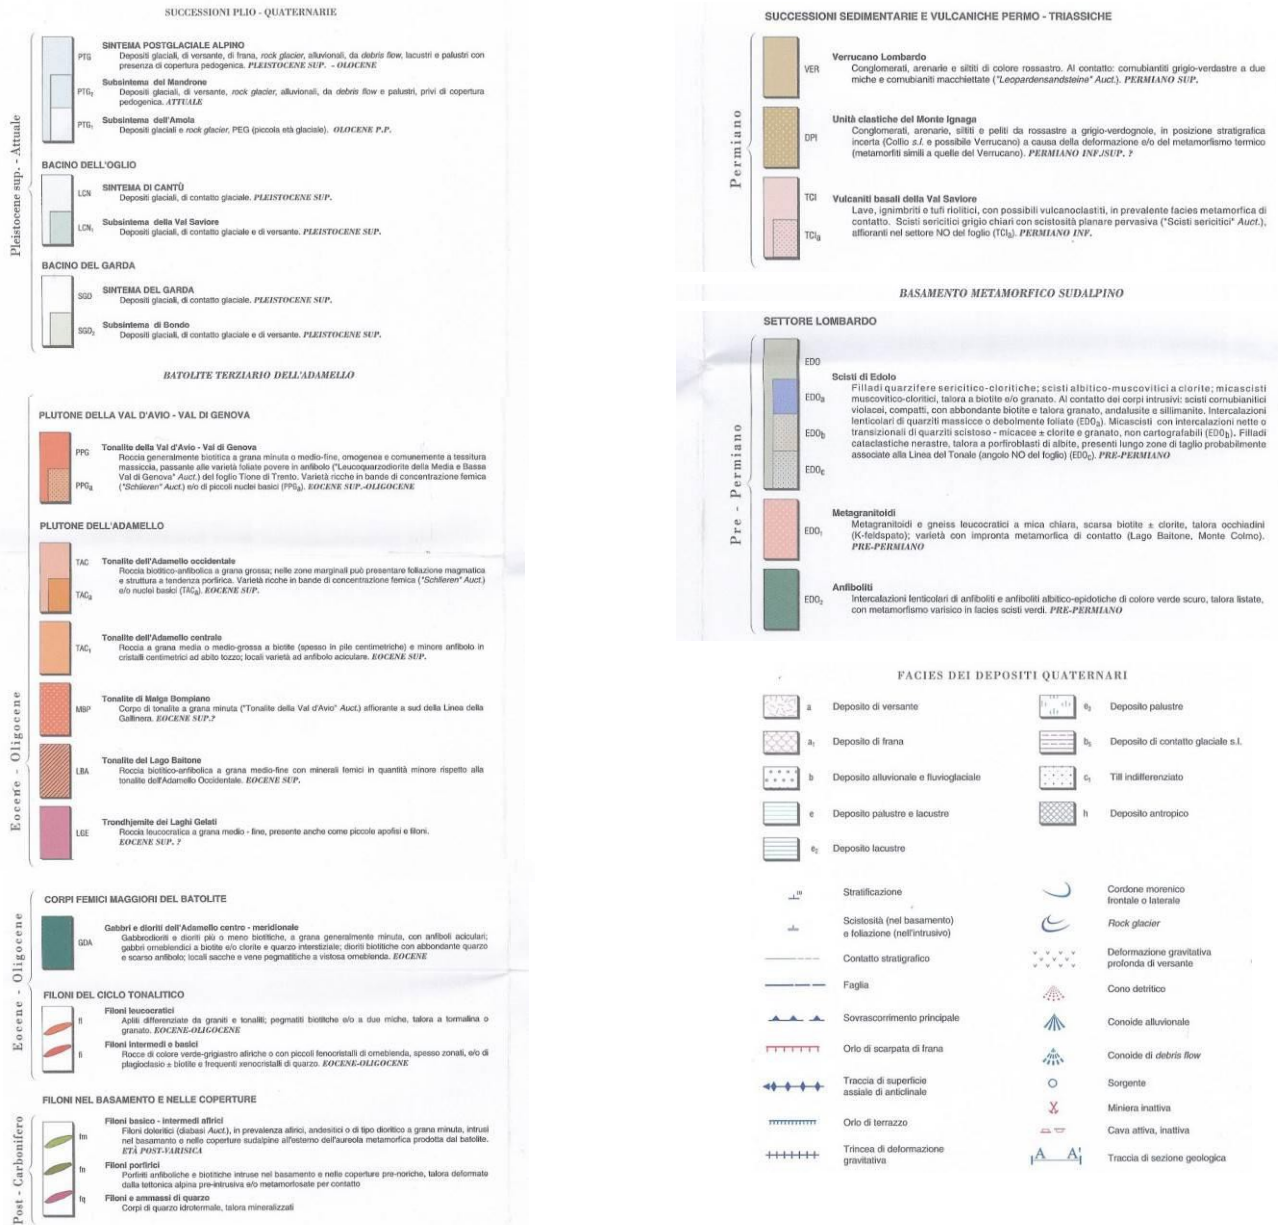 SUCCESSIONI PLIO - QUATERNARIE
Pleistocene sup. - Attuale
PTG
SINTEMA POSTGLACIALE ALPINO
Depositi glaciali, di versante, di frana, rock glacier, alluvionali, da debris flow, lacustri e palustri con
presenza di copertura pedogenica. PLEISTOCENE SUP. - OLOCENE
PTG2
Subsintema del Mandrone
Depositi glaciali, di versante, rock glacier, alluvionali, da debris flow e palustri, privi di copertura
pedogenica. ATTUALE
PTG1
Subsintema dell'Amola
Depositi glaciali e rock glacier, PEG (piccola età glaciale). OLOCENE P.P.
BACINO DELL'OGLIO
LCN
SINTEMA DI CANTÙ
Depositi glaciali, di contatto glaciale. PLEISTOCENE SUP.
LCN1
Subsintema della Val Saviore
Depositi glaciali, di contatto glaciale e di versante. PLEISTOCENE SUP.
BACINO DEL GARDA
SGD
SINTEMA DEL GARDA
Depositi glaciali, di contatto glaciale. PLEISTOCENE SUP.
SGD2
Subsintema di Bondo
Depositi glaciali, di contatto glaciale e di versante. PLEISTOCENE SUP.
BATOLITE TERZIARIO DELL'ADAMELLO
Eocene - Oligocene
PLUTONE DELLA VAL D'AVIO - VAL DI GENOVA
PPG
Tonalite della Val d'Avio - Val di Genova
Roccia generalmente biotitica a grana minuta o medio-fine, omogenea e comunemente a tessitura
massiccia, passante alle varietà foliate povere in anfibolo ("Leucoquarzodiorite della Media e Bassa
Val di Genova" Auct.) del foglio Tione di Trento. Varietà ricche in bande di concentrazione femica
PPGa
("Schlieren" Auct.) e/o di piccoli nuclei basici (PPGa). EOCENE SUP.-OLIGOCENE
PLUTONE DELL'ADAMELLO
TAC
Tonalite dell'Adamello occidentale
Roccia biotitico-anfibolica a grana grossa; nelle zone marginali può presentare foliazione magmatica
e struttura a tendenza porfirica. Varietà ricche in bande di concentrazione femica ("Schlieren" Auct.)
TACa
e/o nuclei basici (TACa). EOCENE SUP.
TAC1
Tonalite dell'Adamello centrale
Roccia a grana media o medio-grossa a biotite (spesso in pile centimetriche) e minore anfibolo in
cristalli centimetrici ad abito tozzo; locali varietà ad anfibolo aciculare. EOCENE SUP.
MBP
Tonalite di Malga Bompiano
Corpo di tonalite a grana minuta ("Tonalite della Val d'Avio" Auct.) affiorante a sud della Linea della
Gallinera. EOCENE SUP.?
LBA
Tonalite del Lago Baitone
Roccia biotitico-anfibolica a grana medio-fine con minerali femici in quantità minore rispetto alla
tonalite dell'Adamello Occidentale. EOCENE SUP.
LGE
Trondhjemite dei Laghi Gelati
Roccia leucocratica a grana medio - fine, presente anche come piccole apofisi e filoni.
EOCENE SUP. ?
Eocene - Oligocene
CORPI FEMICI MAGGIORI DEL BATOLITE
GDA
Gabbri e dioriti dell'Adamello centro - meridionale
Gabbrodioriti e dioriti più o meno biotitiche, a grana generalmente minuta, con anfiboli aciculari;
gabbri orneblendici a biotite e/o clorite e quarzo interstiziale; dioriti biotitiche con abbondante quarzo
e scarso anfibolo; locali sacche e vene pegmatitiche a vistosa orneblenda. EOCENE
FILONI DEL CICLO TONALITICO
fl
Filoni leucocratici
Apliti differenziate da graniti e tonaliti; pegmatiti biotitiche e/o a due miche, talora a tormalina o
granato. EOCENE-OLIGOCENE
fi
Filoni intermedi e basici
Rocce di colore verde-grigiastro afiriche o con piccoli fenocristalli di orneblenda, spesso zonali, e/o di
plagioclasio ± biotite e frequenti xenocristalli di quarzo. EOCENE-OLIGOCENE
Post - Carbonifero
FILONI NEL BASAMENTO E NELLE COPERTURE
fm
Filoni basico - intermedi afirici
Filoni doleritici (diabasi Auct.), in prevalenza afirici, andesitici o di tipo dioritico a grana minuta, intrusi
nel basamento e nelle coperture sudalpine all'esterno dell'aureola metamorfica prodotta dal batolite.
ETÀ POST-VARISICA
fn
Filoni porfirici
Porfiriti anfiboliche e biotitiche intruse nel basamento e nelle coperture pre-noriche, talora deformate
dalla tettonica alpina pre-intrusiva e/o metamorfosate per contatto
fq
Filoni e ammassi di quarzo
Corpi di quarzo idrotermale, talora mineralizzati
SUCCESSIONI SEDIMENTARIE E VULCANICHE PERMO - TRIASSICHE
Permiano
VER
Verrucano Lombardo
Conglomerati, arenarie e siltiti di colore rossastro. Al contatto: cornubianiti grigio-verdastre a due
miche e cornubianiti macchiettate ("Leopardensandsteine" Auct.). PERMIANO SUP.
DPI
Unità clastiche del Monte Ignaga
Conglomerati, arenarie, siltiti e peliti da rossastre a grigio-verdognole, in posizione stratigrafica
incerta (Collio s.l. e possibile Verrucano) a causa della deformazione e/o del metamorfismo termico
(metamorfiti simili a quelle del Verrucano). PERMIANO INF./SUP. ?
TCI
Vulcaniti basali della Val Saviore
Lave, ignimbriti e tufi riolitici, con possibili vulcanoclastiti, in prevalente facies metamorfica di
contatto. Scisti sericitici grigio chiari con scistosità planare pervasiva ("Scisti sericitici" Auct.),
TCIa
affioranti nel settore NO del foglio (TCIa). PERMIANO INF.
BASAMENTO METAMORFICO SUDALPINO
SETTORE LOMBARDO
Pre - Permiano
EDO
Scisti di Edolo
Filladi quarzifere sericitico-cloritiche; scisti albitico-muscovitici a clorite; micascisti
EDOa
muscovitico-cloritici, talora a biotite e/o granato. Al contatto dei corpi intrusivi: scisti cornubianitici
violacei, compatti, con abbondante biotite e talora granato, andalusite e sillimanite. Intercalazioni
lenticolari di quarziti massicce o debolmente foliate (EDOa). Micascisti con intercalazioni nette o
EDOb
transizionali di quarziti scistoso - micacee ± clorite e granato, non cartografabili (EDOb). Filladi
cataclastiche nerastre, talora a porfiroblasti di albite, presenti lungo zone di taglio probabilmente
EDOc
associate alla Linea del Tonale (angolo NO del foglio) (EDOc). PRE-PERMIANO
EDO1
Metagranitoidi
Metagranitoidi e gneiss leucocratici a mica chiara, scarsa biotite ± clorite, talora occhiadini
(K-feldspato); varietà con impronta metamorfica di contatto (Lago Baitone, Monte Colmo).
PRE-PERMIANO
EDO2
Anfiboliti
Intercalazioni lenticolari di anfiboliti e anfiboliti albitico-epidotiche di colore verde scuro, talora listate,
con metamorfismo varisico in facies scisti verdi. PRE-PERMIANO
FACIES DEI DEPOSITI QUATERNARI
a Deposito di versante
a1 Deposito di frana
b Deposito alluvionale e fluvioglaciale
e Deposito palustre e lacustre
e2 Deposito lacustre
e3 Deposito palustre
b5 Deposito di contatto glaciale s.l.
c1 Till indifferenziato
h Deposito antropico
Stratificazione
Scistosità (nel basamento)
e foliazione (nell'intrusivo)
Contatto stratigrafico
Faglia
Sovrascorrimento principale
Orlo di scarpata di frana
Traccia di superficie
assiale di anticlinale
Orlo di terrazzo
Trincea di deformazione
gravitativa
Cordone morenico
frontale o laterale
Rock glacier
Deformazione gravitativa
profonda di versante
Cono detritico
Conoide alluvionale
Conoide di debris flow
Sorgente
Miniera inattiva
Cava attiva, inattiva
A A' Traccia di sezione geologica